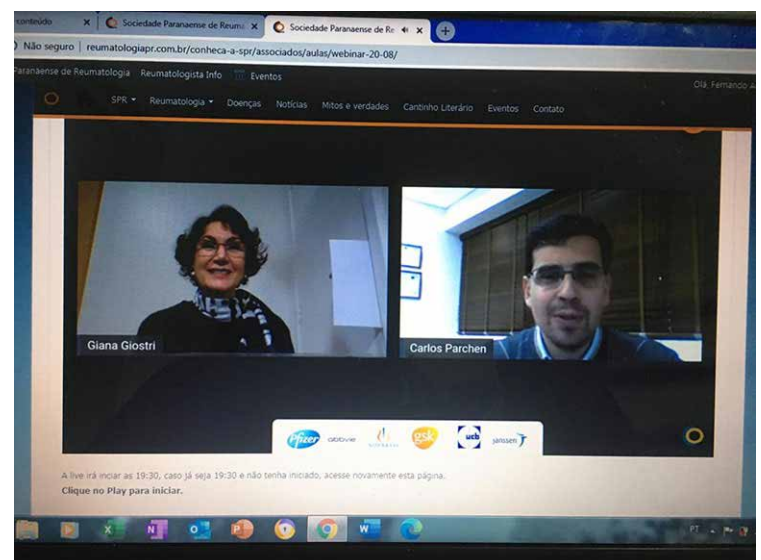 conteúdo x Sociedade Paranaense de Reum x Sociedade Paranaense de Re x +
Não seguro | reumatologiapr.com.br/conheca-a-spr/associados/aulas/webinar-20-08/
Paranaense de Reumatologia Reumatologista Info Eventos
Olá, Fernando A
SPR Reumatologia Doenças Notícias Mitos e verdades Cantinho Literário Eventos Contato
Giana Giostri
Carlos Parchen
Pfizer abbvie gsk ucb janssen
A live irá iniciar as 19:30, caso já seja 19:30 e não tenha iniciado, acesse novamente esta página.
Clique no Play para iniciar.
PT